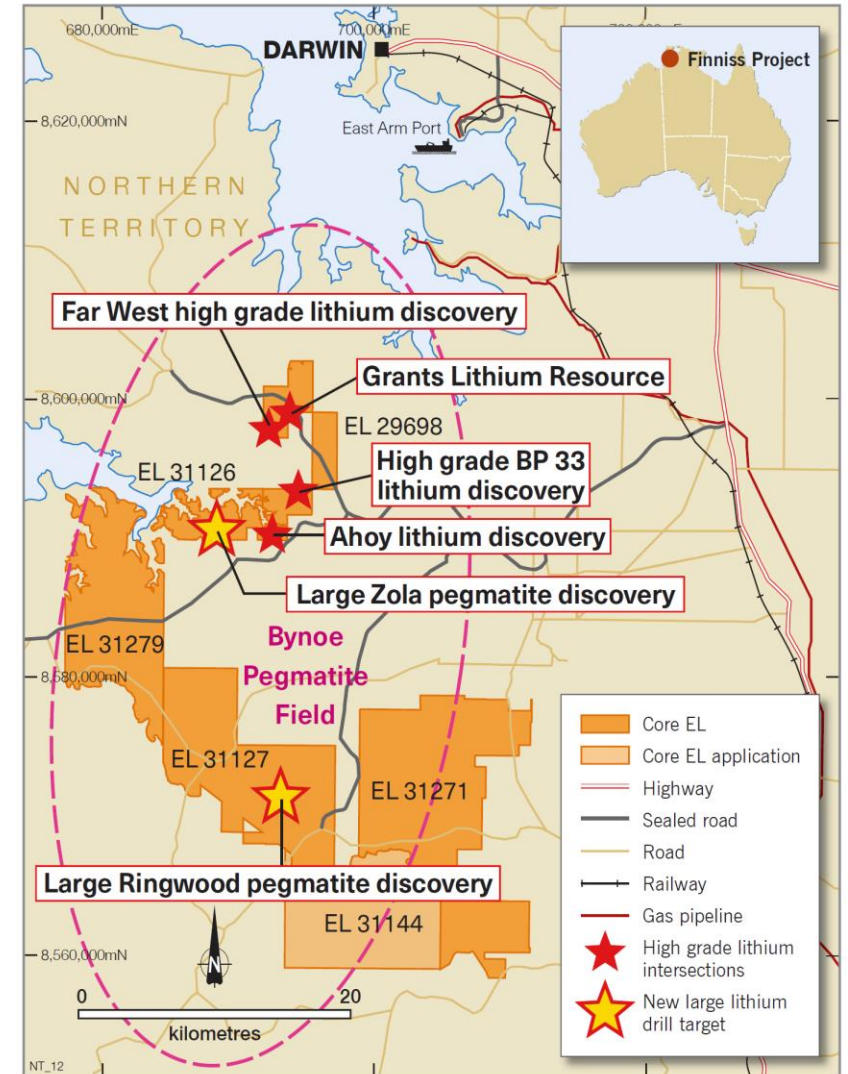 680,000mE
700,000mE
DARWIN
Finniss Project
8,620,000mN
East Arm Port
NORTHERN
TERRITORY
Far West high grade lithium discovery
Grants Lithium Resource
8,600,000mN
EL 29698
High grade BP 33
lithium discovery
EL 31126
Ahoy lithium discovery
Large Zola pegmatite discovery
Bynoe
Pegmatite
Field
EL 31279
8,580,000mN
EL 31127
EL 31271
Large Ringwood pegmatite discovery
EL 31144
8,560,000mN
N
0 20
kilometres
Core EL
Core EL application
Highway
Sealed road
Road
Railway
Gas pipeline
High grade lithium
intersections
New large lithium
drill target
NT_12